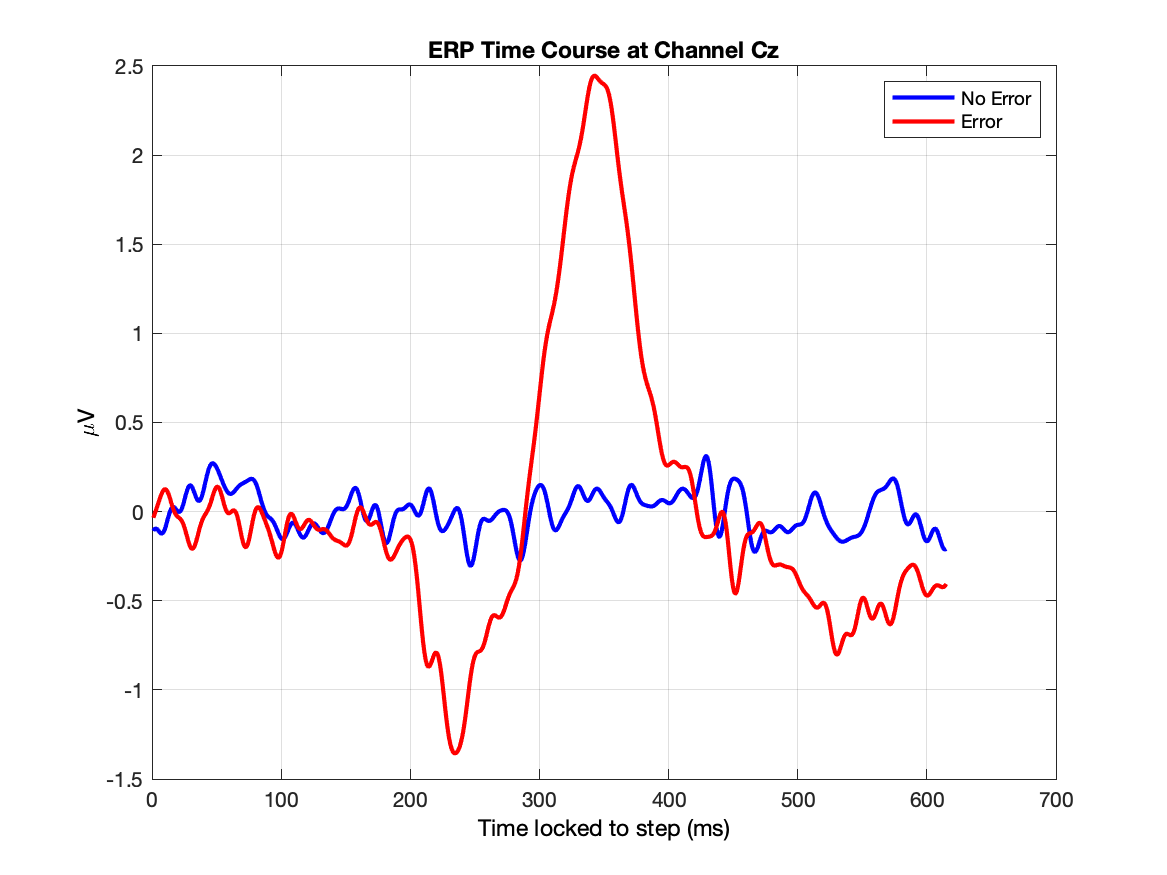 ERP Time Course at Channel Cz
2.5
2
1.5
1
0.5
0
-0.5
-1
-1.5
μV
No Error
Error
0 100 200 300 400 500 600 700
Time locked to step (ms)